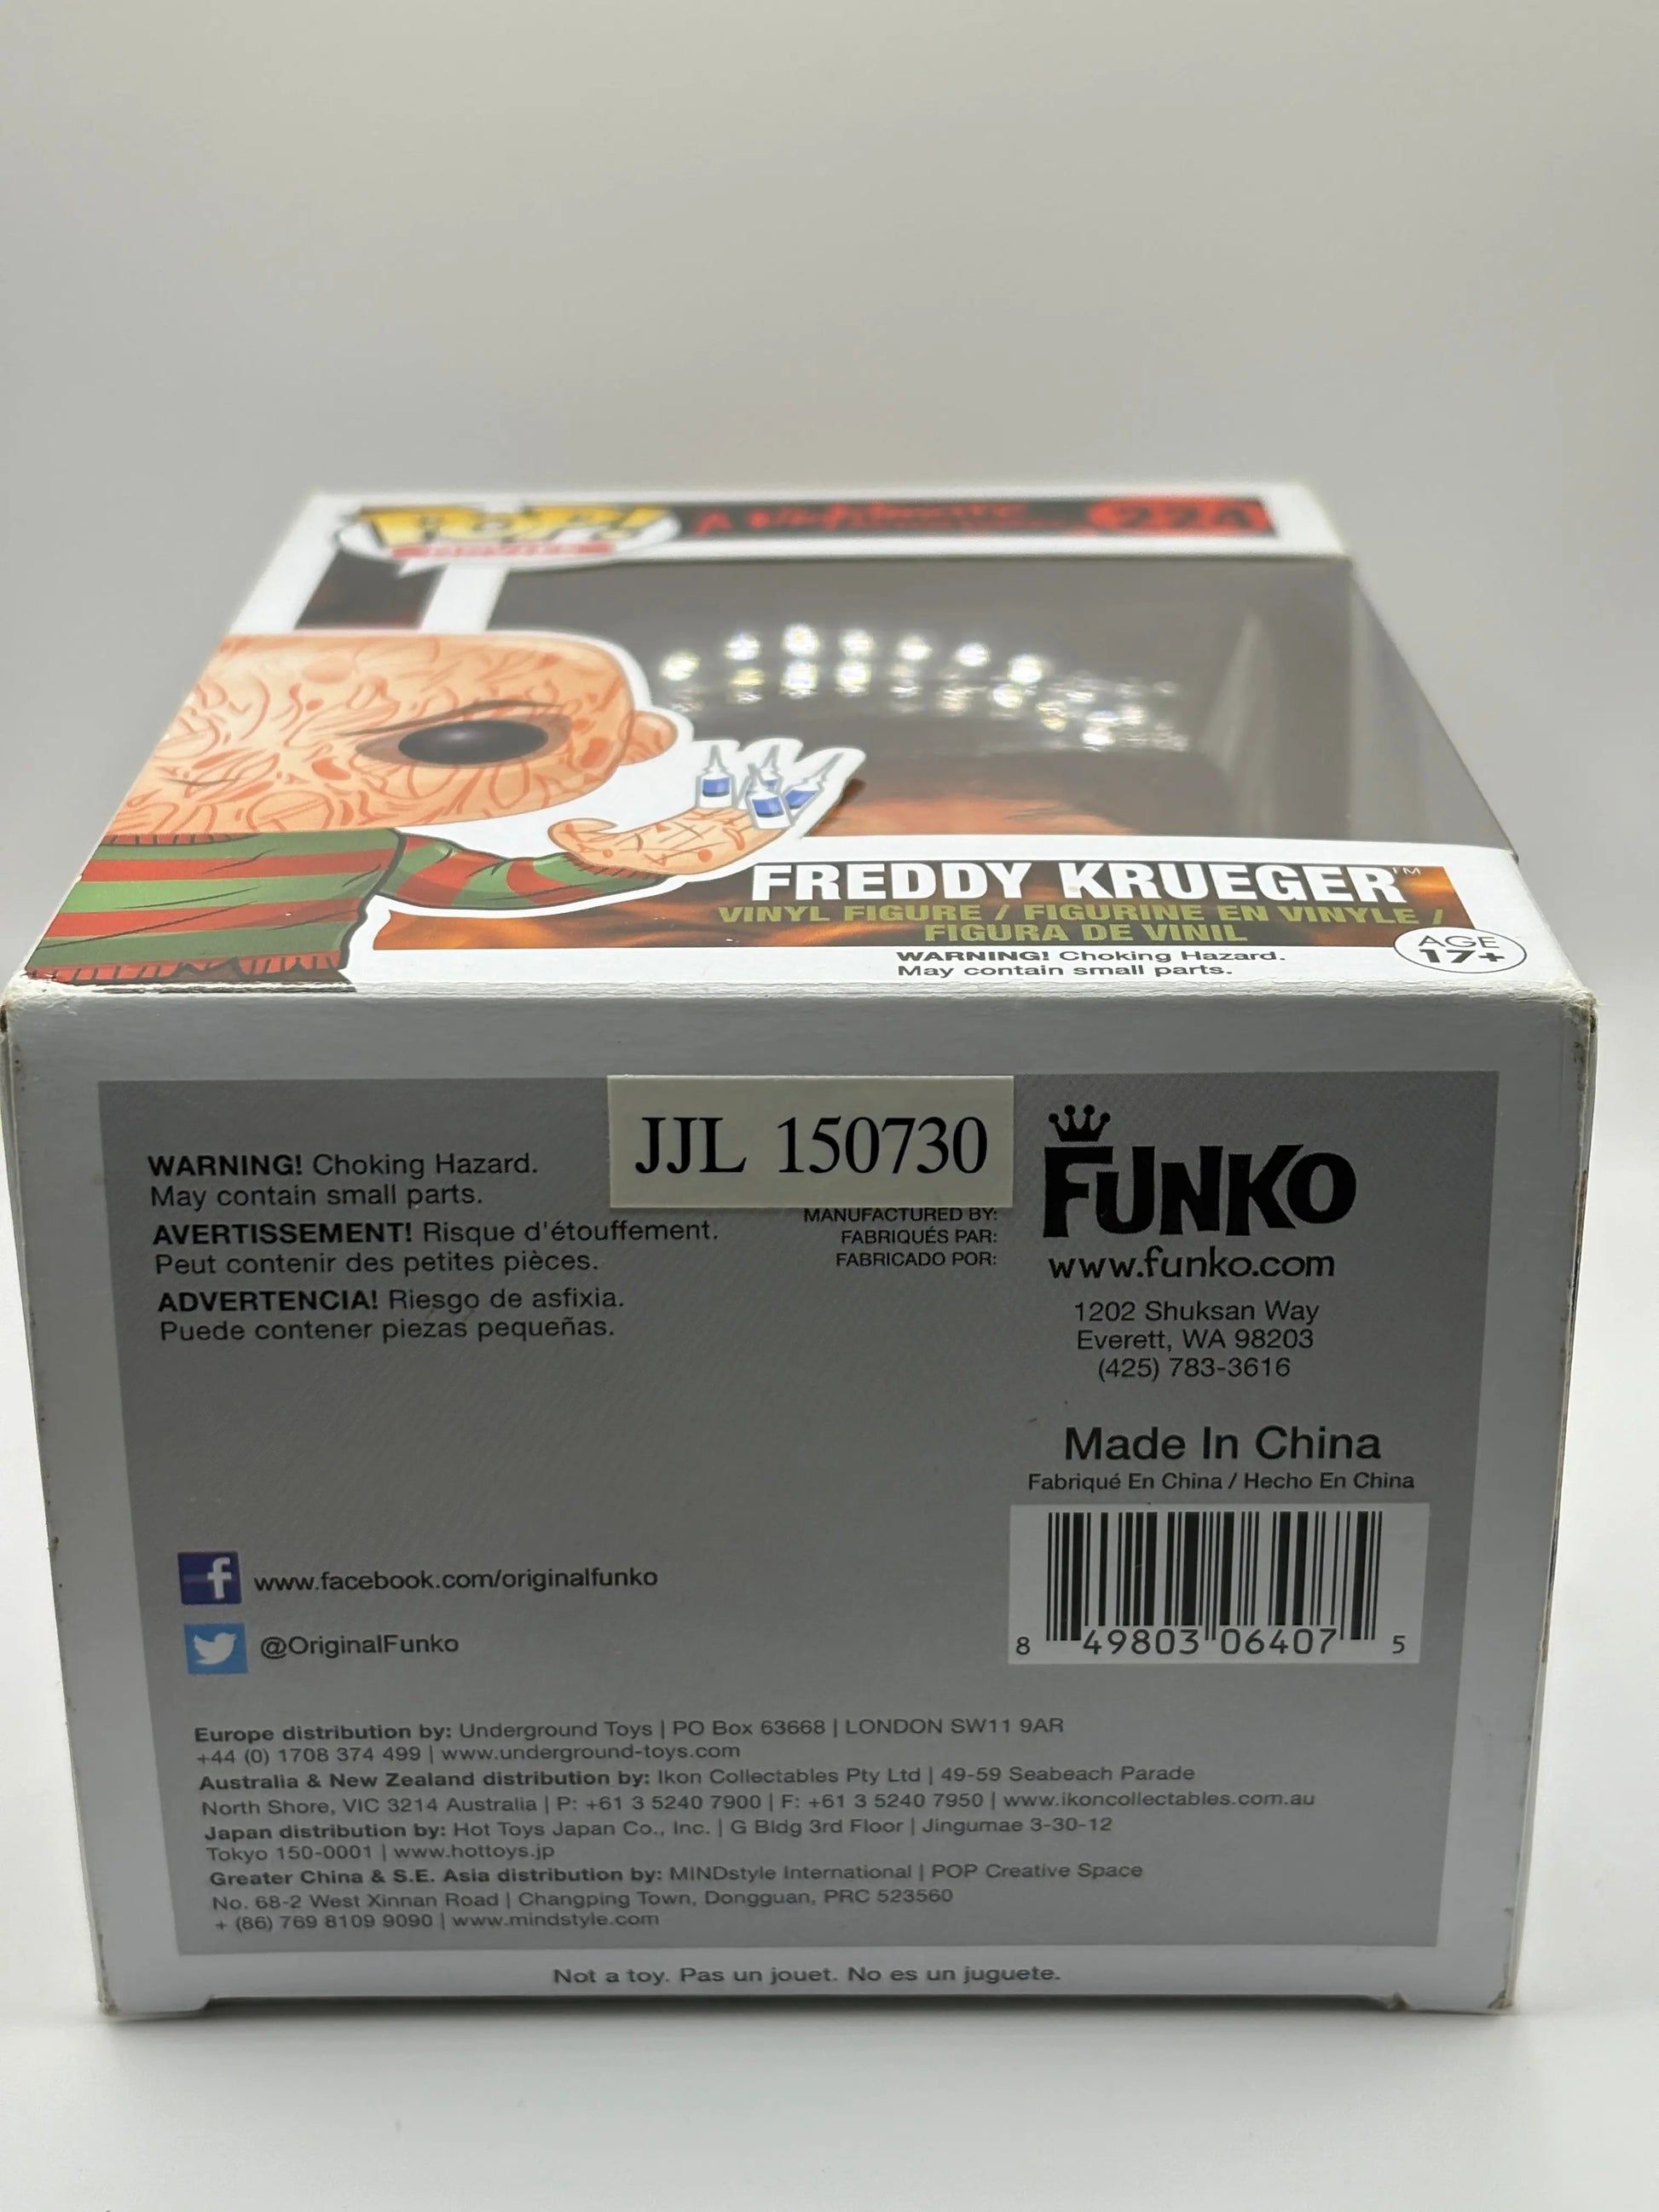 POP!
A Nightmare
224
FREDDY KRUEGER™
VINYL FIGURE / FIGURINE EN VINYLE /
FIGURA DE VINIL
WARNING! Choking Hazard.
May contain small parts.
AGE
17+
JJL 150730
WARNING! Choking Hazard.
May contain small parts.
AVERTISSEMENT! Risque d'étouffement.
Peut contenir des petites pièces.
ADVERTENCIA! Riesgo de asfixia.
Puede contener piezas pequeñas.
MANUFACTURED BY:
FABRIQUÉS PAR:
FABRICADO POR:
FUNKO
www.funko.com
1202 Shuksan Way
Everett, WA 98203
(425) 783-3616
Made In China
Fabriqué En China / Hecho En China
8 49803 06407 5
f www.facebook.com/originalfunko
@OriginalFunko
Europe distribution by: Underground Toys | PO Box 63668 | LONDON SW11 9AR
+44 (0) 1708 374 499 | www.underground-toys.com
Australia & New Zealand distribution by: Ikon Collectables Pty Ltd | 49-59 Seabeach Parade
North Shore, VIC 3214 Australia | P: +61 3 5240 7900 | F: +61 3 5240 7950 | www.ikoncollectables.com.au
Japan distribution by: Hot Toys Japan Co., Inc. | G Bldg 3rd Floor | Jingumae 3-30-12
Tokyo 150-0001 | www.hottoys.jp
Greater China & S.E. Asia distribution by: MINDstyle International | POP Creative Space
No. 68-2 West Xinnan Road | Changping Town, Dongguan, PRC 523560
+ (86) 769 8109 9090 | www.mindstyle.com
Not a toy. Pas un jouet. No es un juguete.